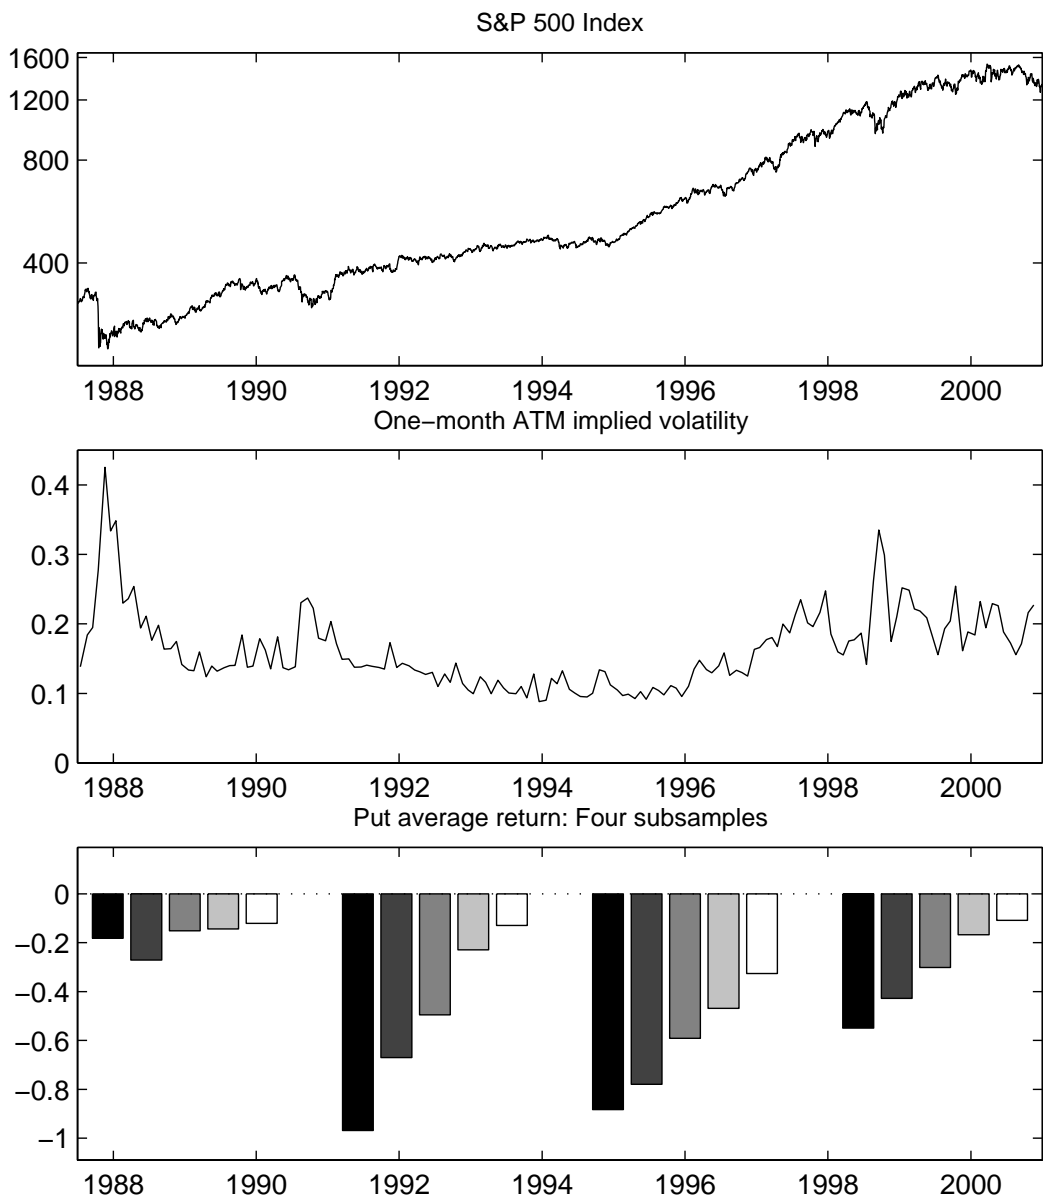 S&P 500 Index
1600
1200
800
400
1988 1990 1992 1994 1996 1998 2000
One−month ATM implied volatility
0.4
0.3
0.2
0.1
0
1988 1990 1992 1994 1996 1998 2000
Put average return: Four subsamples
0
−0.2
−0.4
−0.6
−0.8
−1
1988 1990 1992 1994 1996 1998 2000